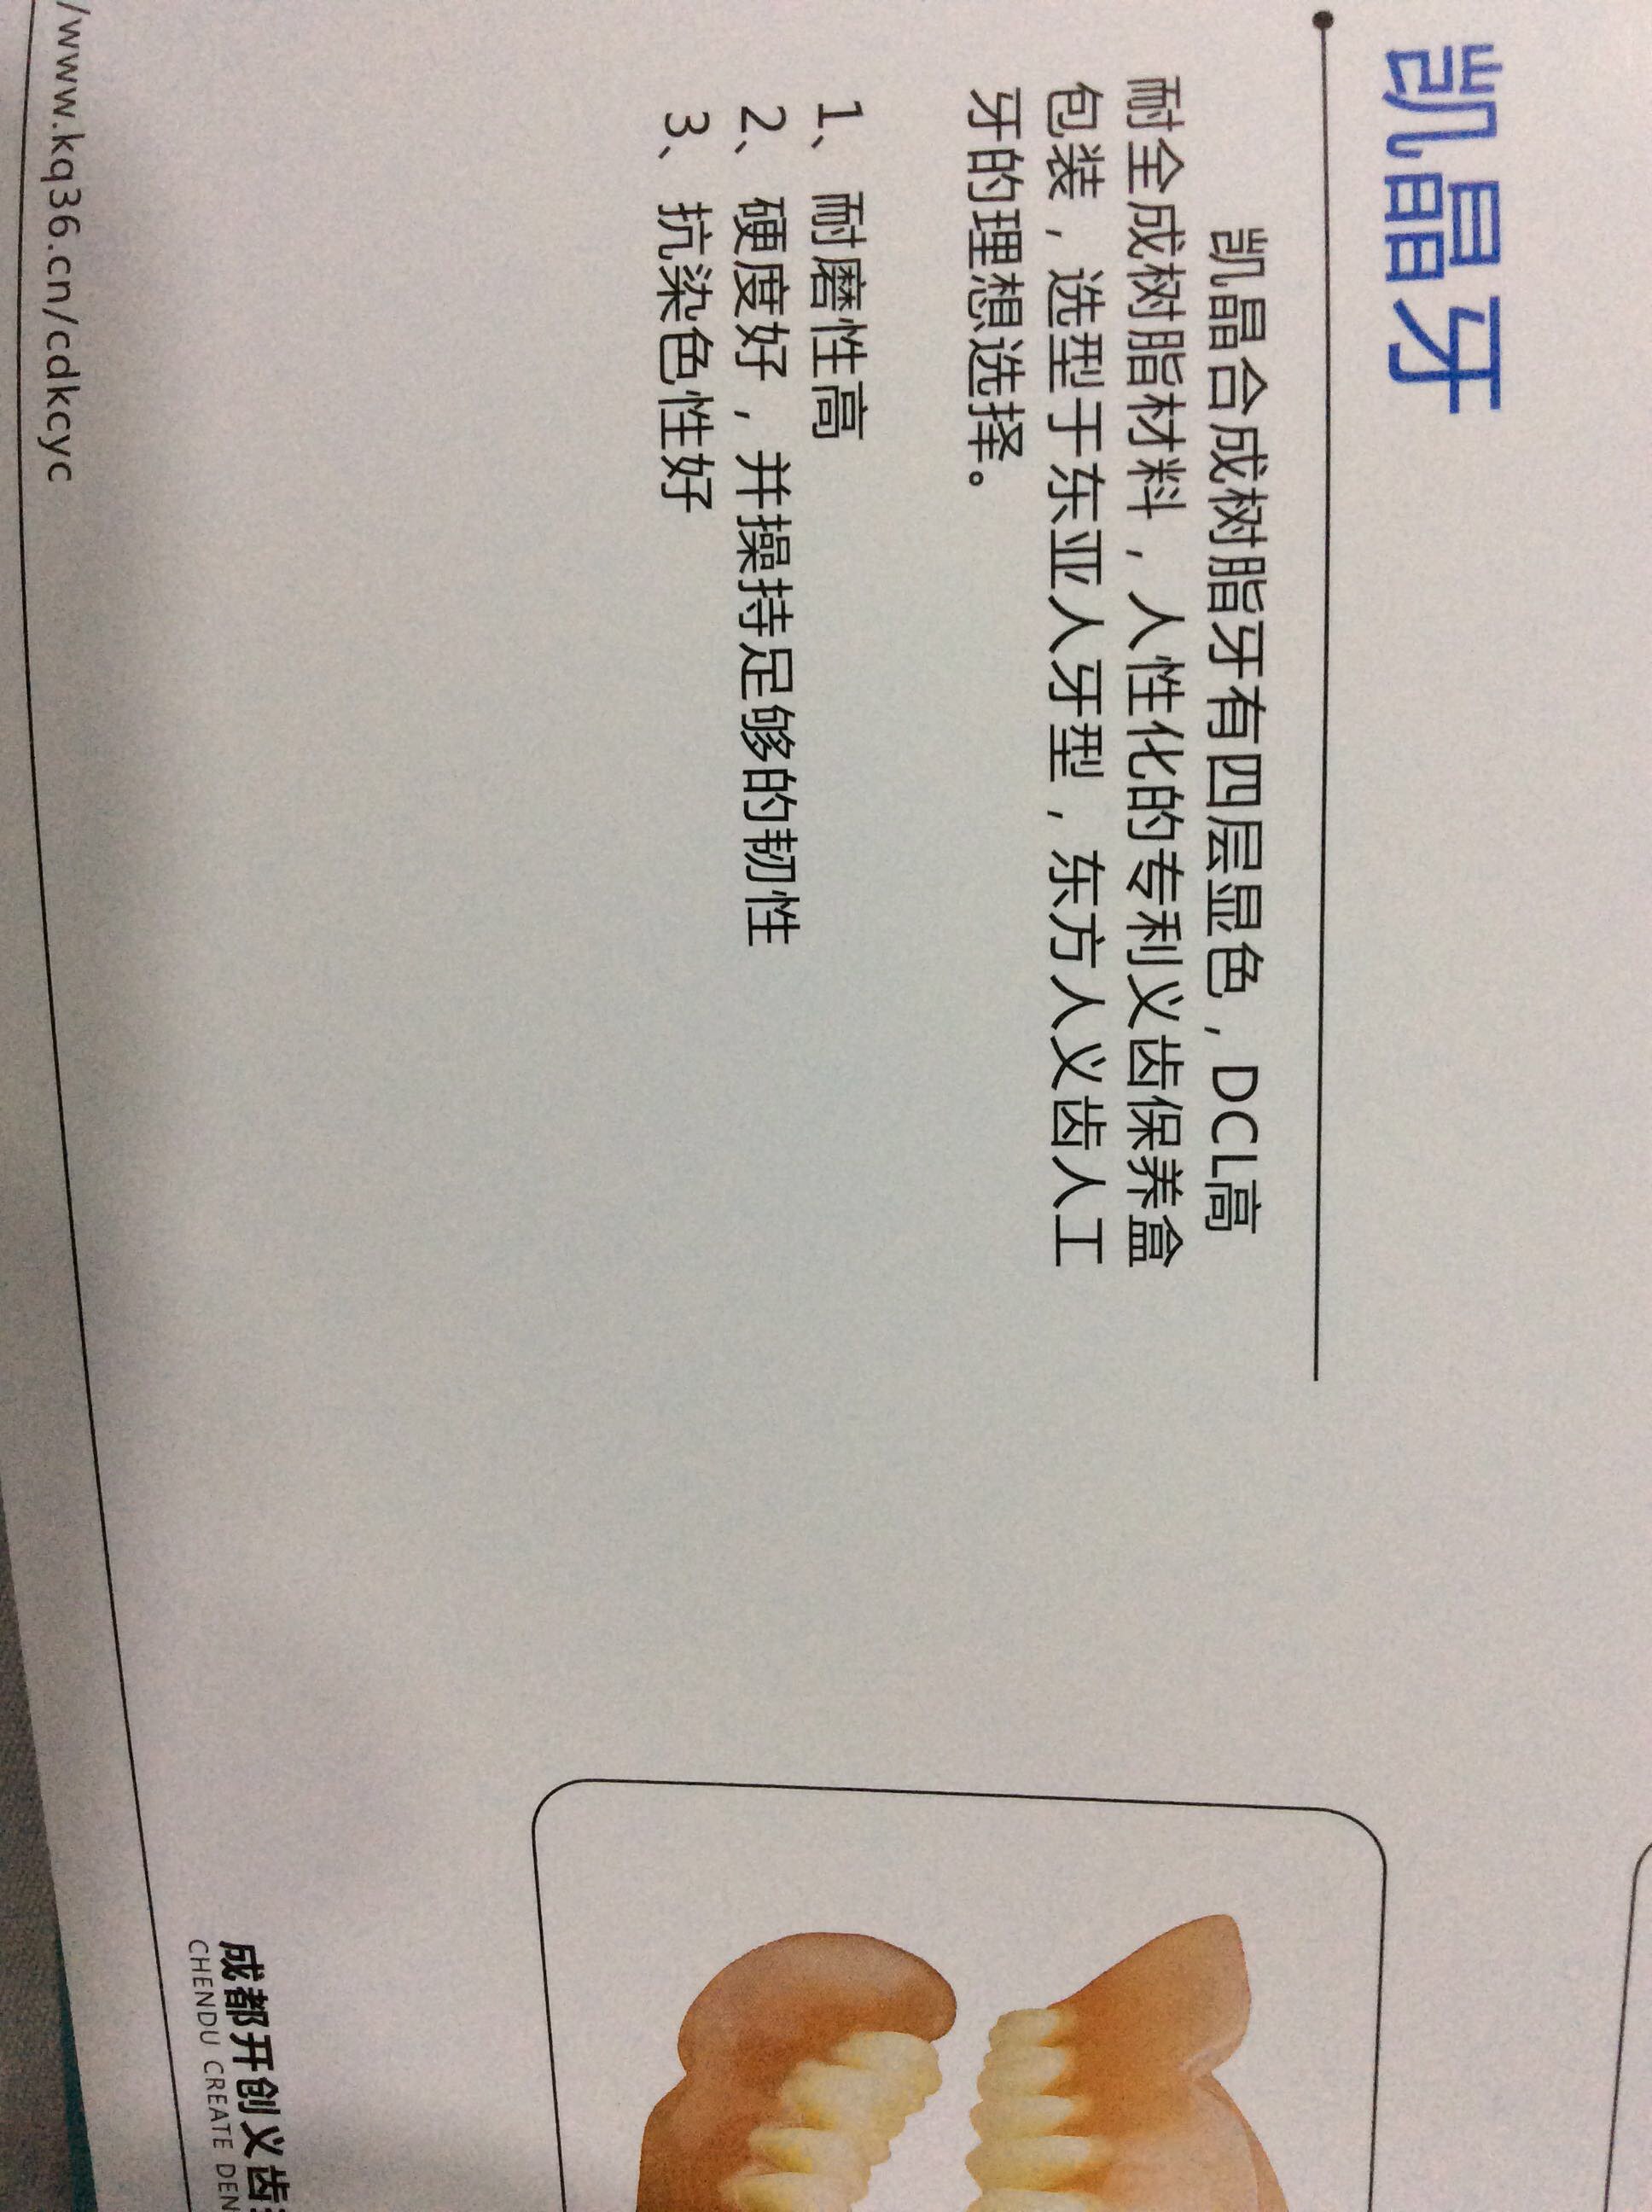 凯晶牙
凯晶合成树脂牙有四层显色，DCL高
耐全成树脂材料，人性化的专利义齿保养盒
包装，选型于东亚人牙型，东方人义齿人工
牙的理想选择。
1、耐磨性高
2、硬度好，并操持足够的韧性
3、抗染色性好
/www.kq36.cn/cdkcyc
成都开创义齿
CHENDU CREATE DEN